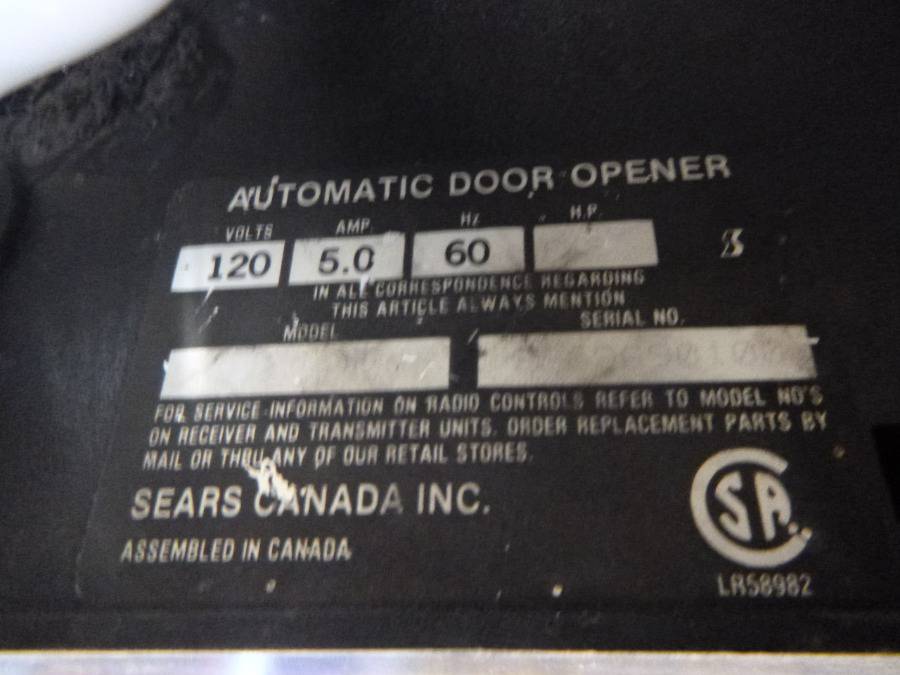 AUTOMATIC DOOR OPENER
VOLTS AMP. Hz H.P.
120 5.0 60
IN ALL CORRESPONDENCE REGARDING
THIS ARTICLE ALWAYS MENTION
MODEL SERIAL NO.
FOR SERVICE INFORMATION ON RADIO CONTROLS REFER TO MODEL NO'S
ON RECEIVER AND TRANSMITTER UNITS. ORDER REPLACEMENT PARTS BY
MAIL OR THRU ANY OF OUR RETAIL STORES.
SEARS CANADA INC.
ASSEMBLED IN CANADA
CSA
LR58982